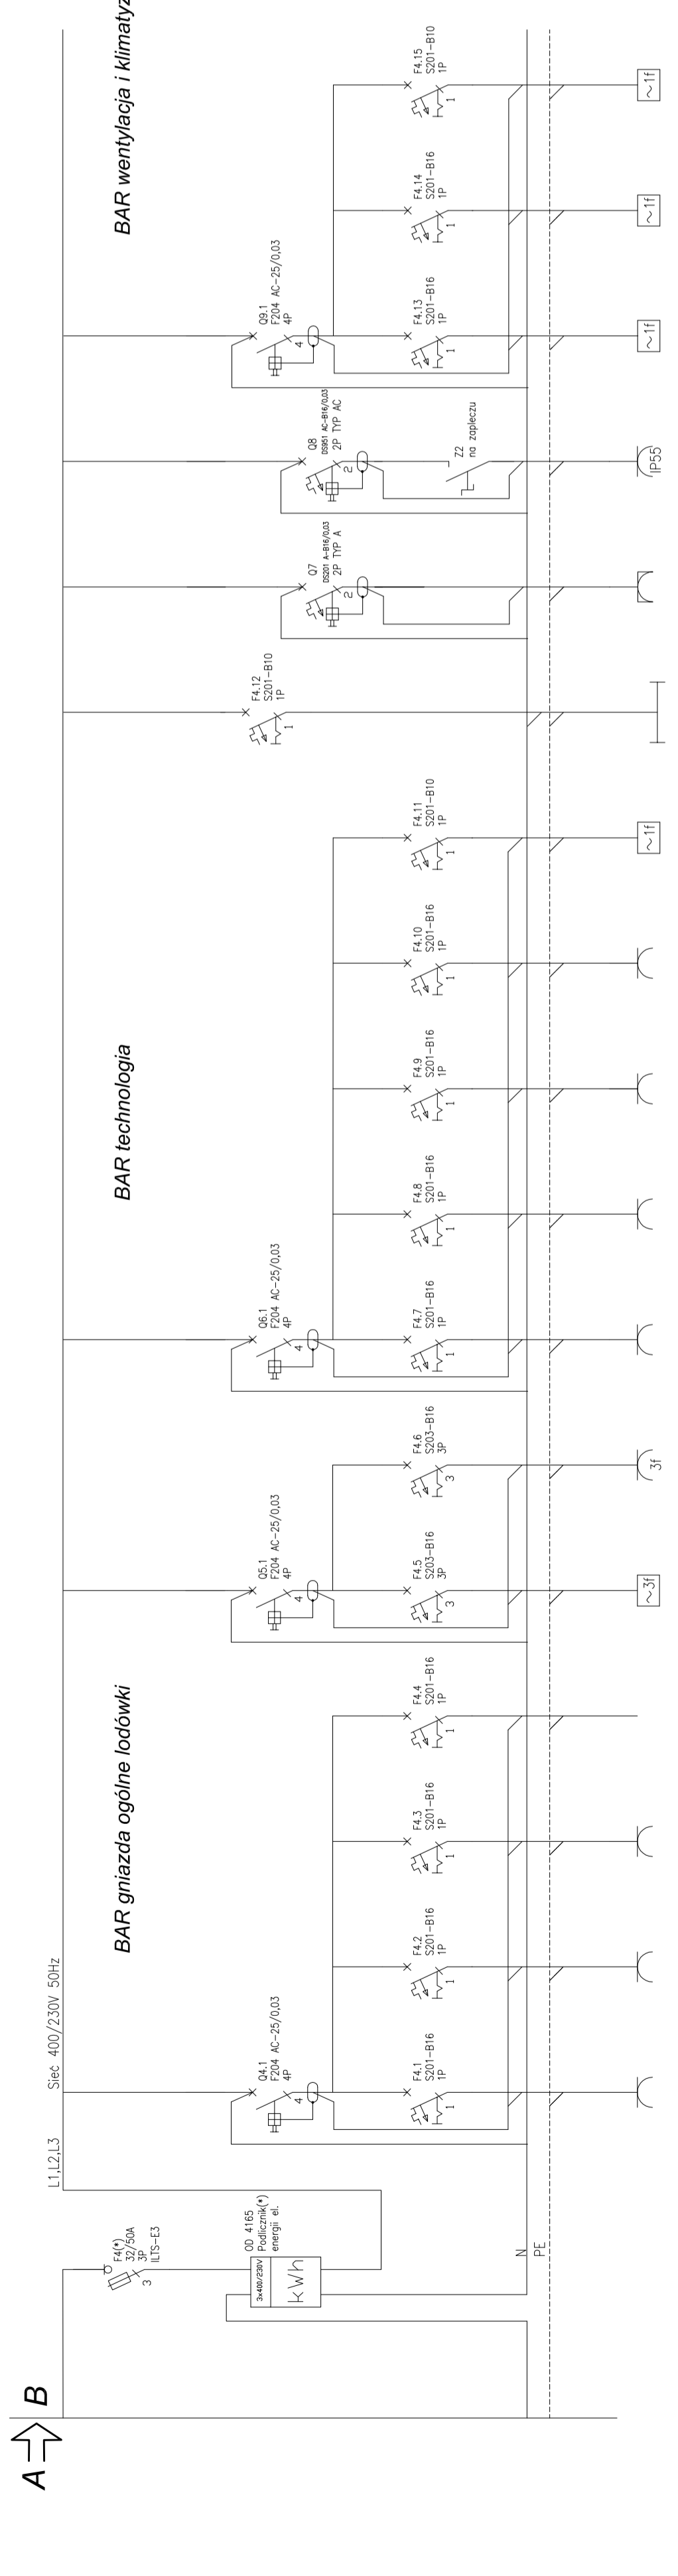 A
B
F4(*)
32/50A
3P
ILTS-E3
3
OD 4165
Podlicznik(*)
energii el.
3x400/230V
kWh
L1,L2,L3
Sieć 400/230V 50Hz
N
PE
BAR gniazda ogólne lodówki
Q4.1
F204 AC-25/0,03
4P
4
F4.1
S201-B16
1P
1
F4.2
S201-B16
1P
1
F4.3
S201-B16
1P
1
F4.4
S201-B16
1P
1
Q5.1
F204 AC-25/0,03
4P
4
F4.5
S203-B16
3P
3
~3f
F4.6
S203-B16
3P
3
3f
BAR technologia
Q6.1
F204 AC-25/0,03
4P
4
F4.7
S201-B16
1P
1
F4.8
S201-B16
1P
1
F4.9
S201-B16
1P
1
F4.10
S201-B16
1P
1
F4.11
S201-B10
1P
1
~1f
F4.12
S201-B10
1P
1
Q7
DS201 A-B16/0,03
2P TYP A
2
Q8
DS951 AC-B16/0,03
2P TYP AC
2
Z2
na zapleczu
IP55
BAR wentylacja i klimatyz
Q9.1
F204 AC-25/0,03
4P
4
F4.13
S201-B16
1P
1
~1f
F4.14
S201-B16
1P
1
~1f
F4.15
S201-B10
1P
1
~1f